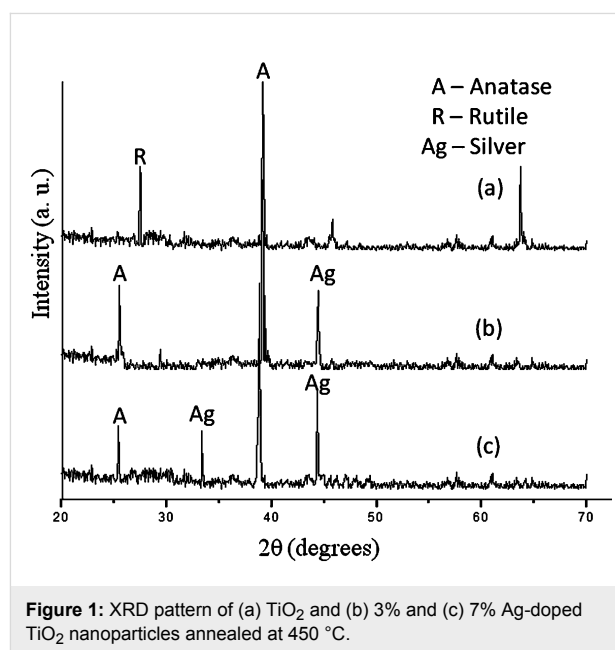 A
A – Anatase
R – Rutile
Ag – Silver
R
(a)
A
Ag
(b)
A
Ag
Ag
(c)
Intensity (a. u.)
20 30 40 50 60 70
2θ (degrees)
Figure 1: XRD pattern of (a) TiO₂ and (b) 3% and (c) 7% Ag-doped
TiO₂ nanoparticles annealed at 450 °C.